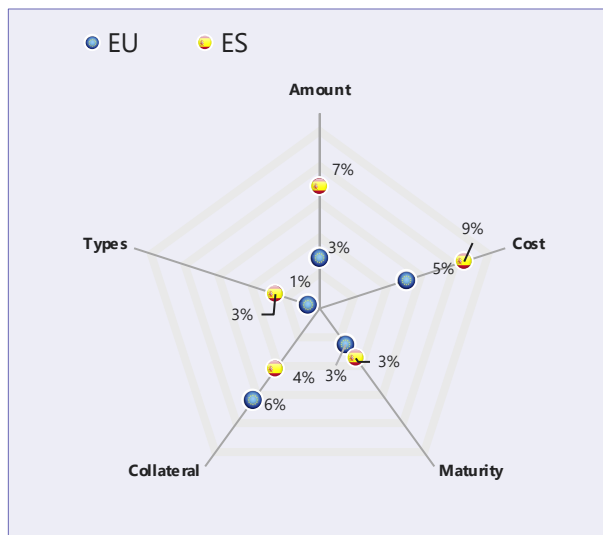 EU ES
Amount
7%
9%
Types
Cost
3%
5%
1%
3%
3%
3%
4%
6%
Collateral
Maturity